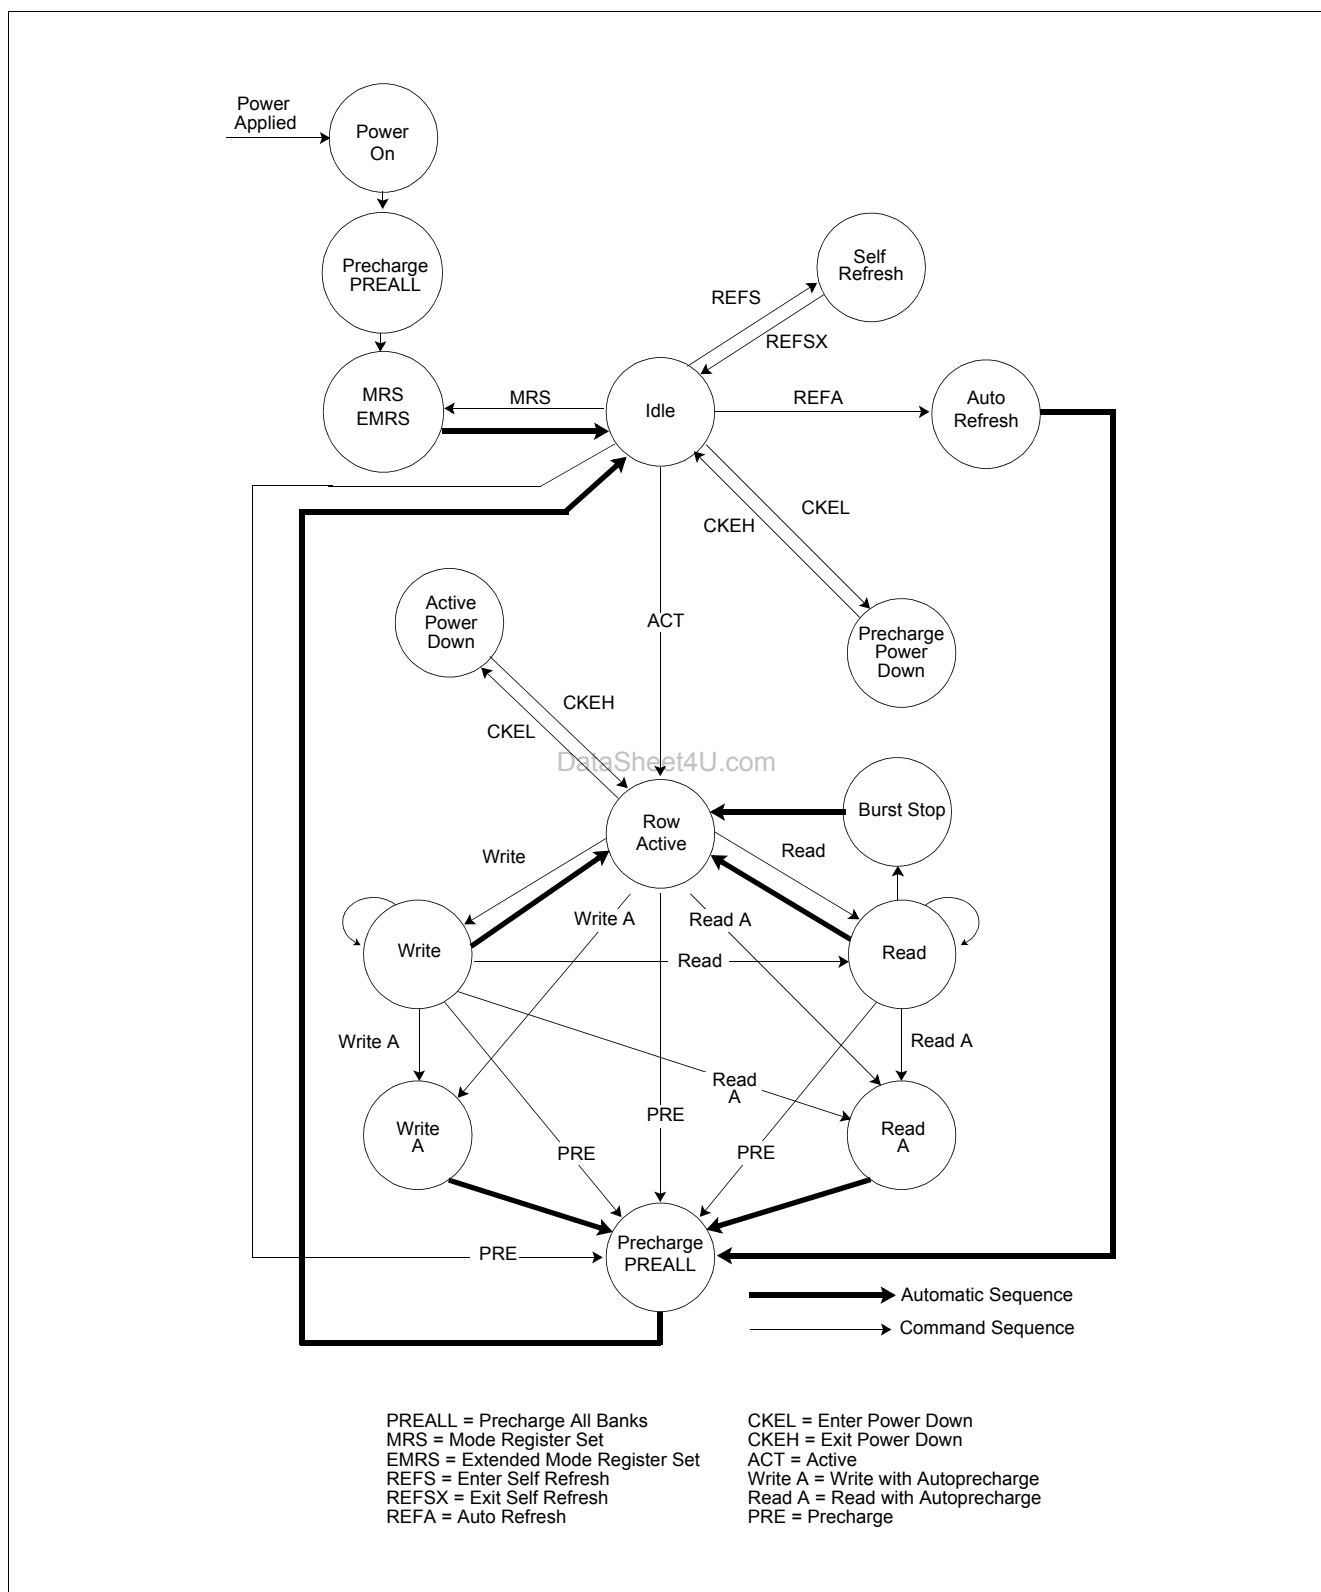 Power
Applied
Power
On
Precharge
PREALL
Self
Refresh
REFS
REFSX
MRS
EMRS
MRS
Idle
REFA
Auto
Refresh
CKEL
CKEH
Active
Power
Down
ACT
Precharge
Power
Down
CKEH
CKEL
DataSheet4U.com
Burst Stop
Row
Active
Write
Read
Write A
Read A
Write
Read
Read
Write A
Read A
Read
A
PRE
Write
A
Read
A
PRE
PRE
Precharge
PREALL
PRE
Automatic Sequence
Command Sequence
PREALL = Precharge All Banks
MRS = Mode Register Set
EMRS = Extended Mode Register Set
REFS = Enter Self Refresh
REFSX = Exit Self Refresh
REFA = Auto Refresh
CKEL = Enter Power Down
CKEH = Exit Power Down
ACT = Active
Write A = Write with Autoprecharge
Read A = Read with Autoprecharge
PRE = Precharge